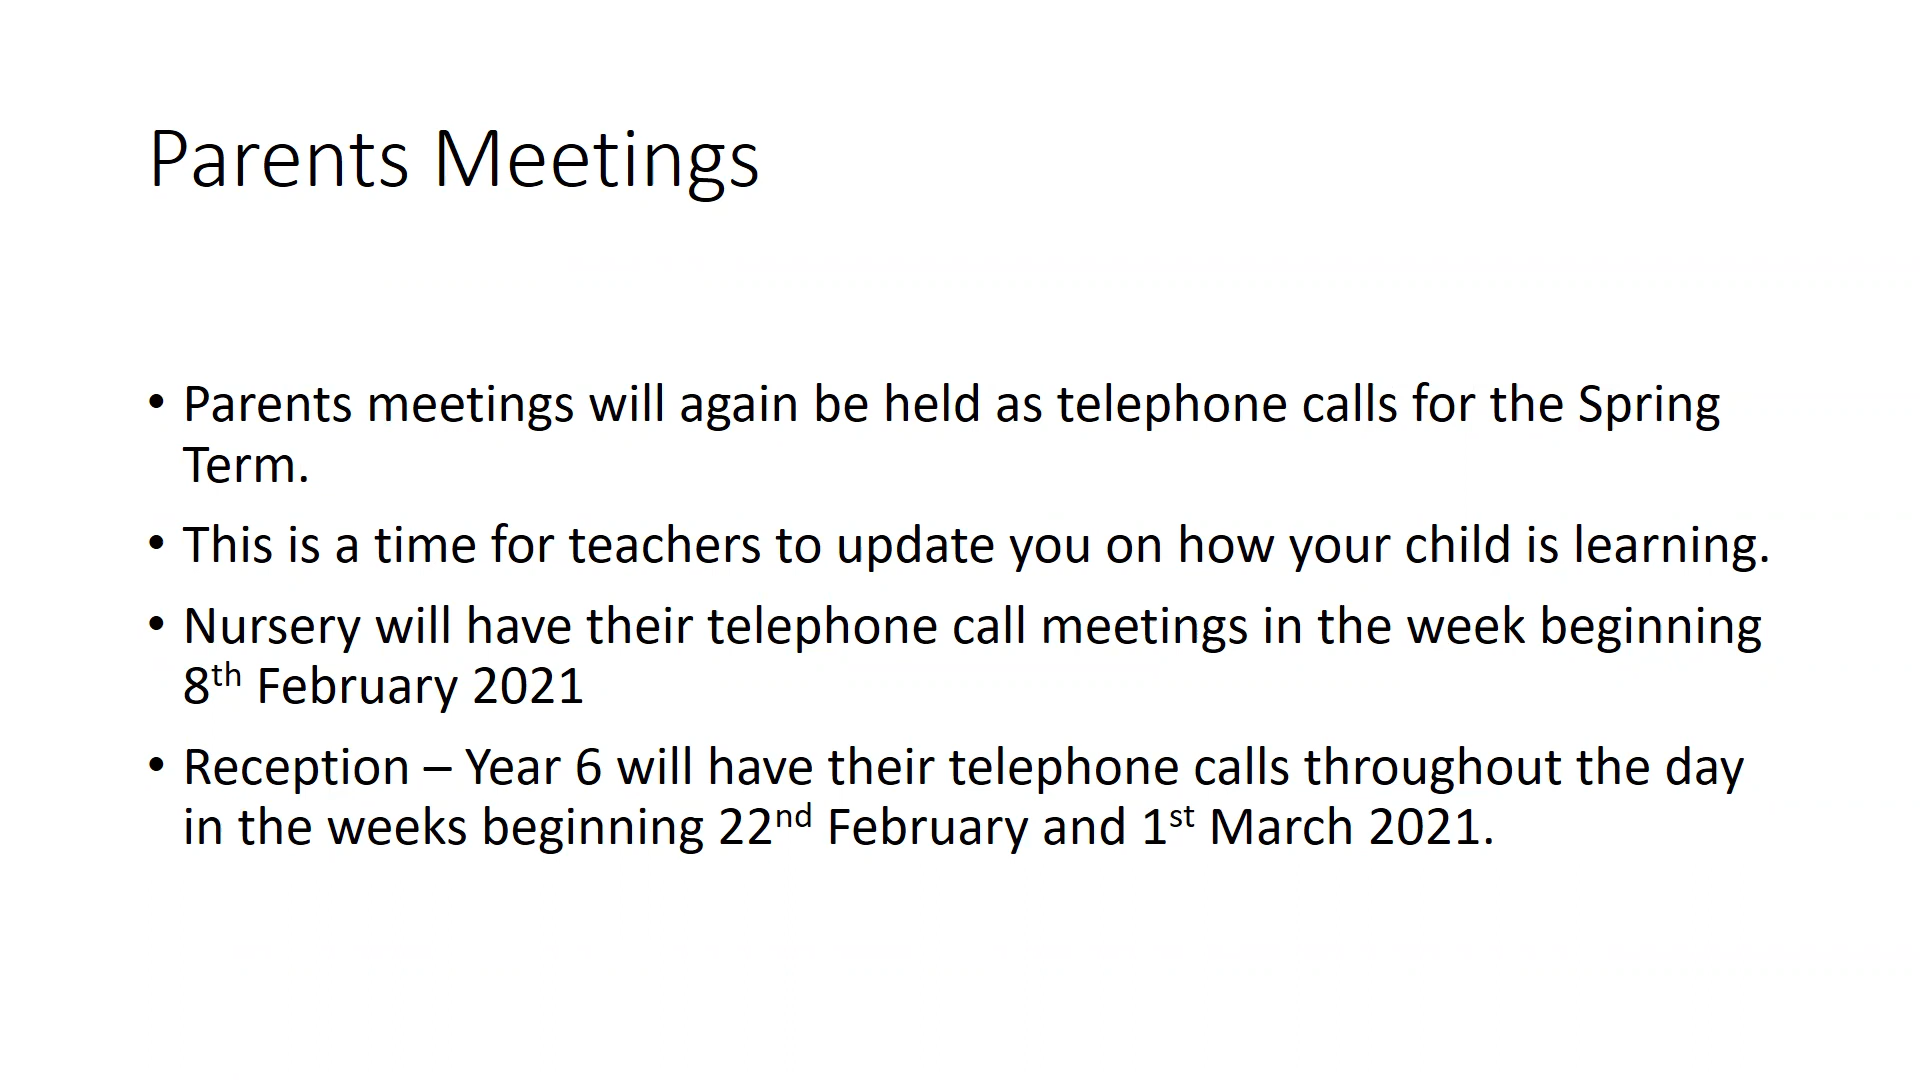 Parents Meetings
• Parents meetings will again be held as telephone calls for the Spring
Term.
• This is a time for teachers to update you on how your child is learning.
• Nursery will have their telephone call meetings in the week beginning
8th February 2021
• Reception – Year 6 will have their telephone calls throughout the day
in the weeks beginning 22nd February and 1st March 2021.